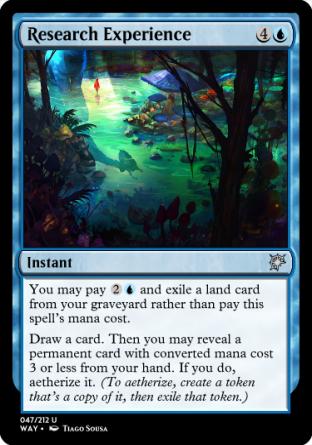 Research Experience 4
Instant
You may pay 2 and exile a land card
from your graveyard rather than pay this
spell's mana cost.
Draw a card. Then you may reveal a
permanent card with converted mana cost
3 or less from your hand. If you do,
aetherize it. (To aetherize, create a token
that's a copy of it, then exile that token.)
047/212 U
WAY • Tiago Sousa